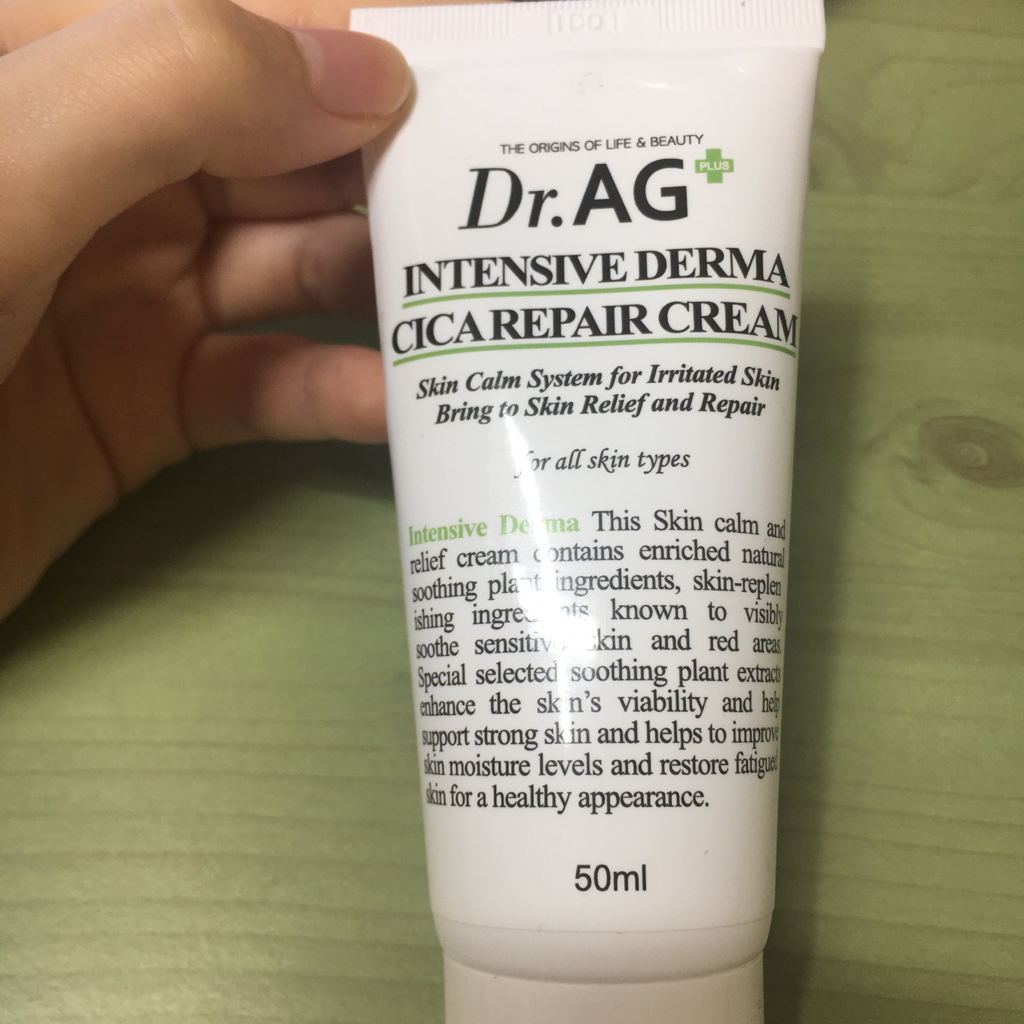 THE ORIGINS OF LIFE & BEAUTY
Dr.AG PLUS
INTENSIVE DERMA
CICA REPAIR CREAM
Skin Calm System for Irritated Skin
Bring to Skin Relief and Repair
for all skin types
Intensive Derma This Skin calm and
relief cream contains enriched natural
soothing plant ingredients, skin-replen
ishing ingredients known to visibly
soothe sensitive skin and red areas.
Special selected soothing plant extracts
enhance the skin's viability and help
support strong skin and helps to improve
skin moisture levels and restore fatigued
skin for a healthy appearance.
50ml